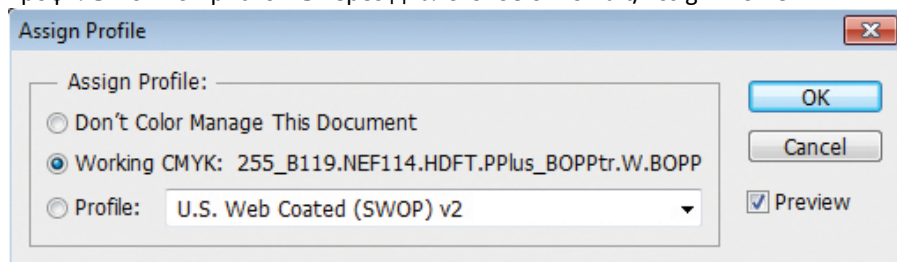 Assign Profile
Assign Profile:
Don't Color Manage This Document
Working CMYK: 255_B119.NEF114.HDFT.PPlus_BOPPtr.W.BOPP
Profile: U.S. Web Coated (SWOP) v2
OK
Cancel
Preview